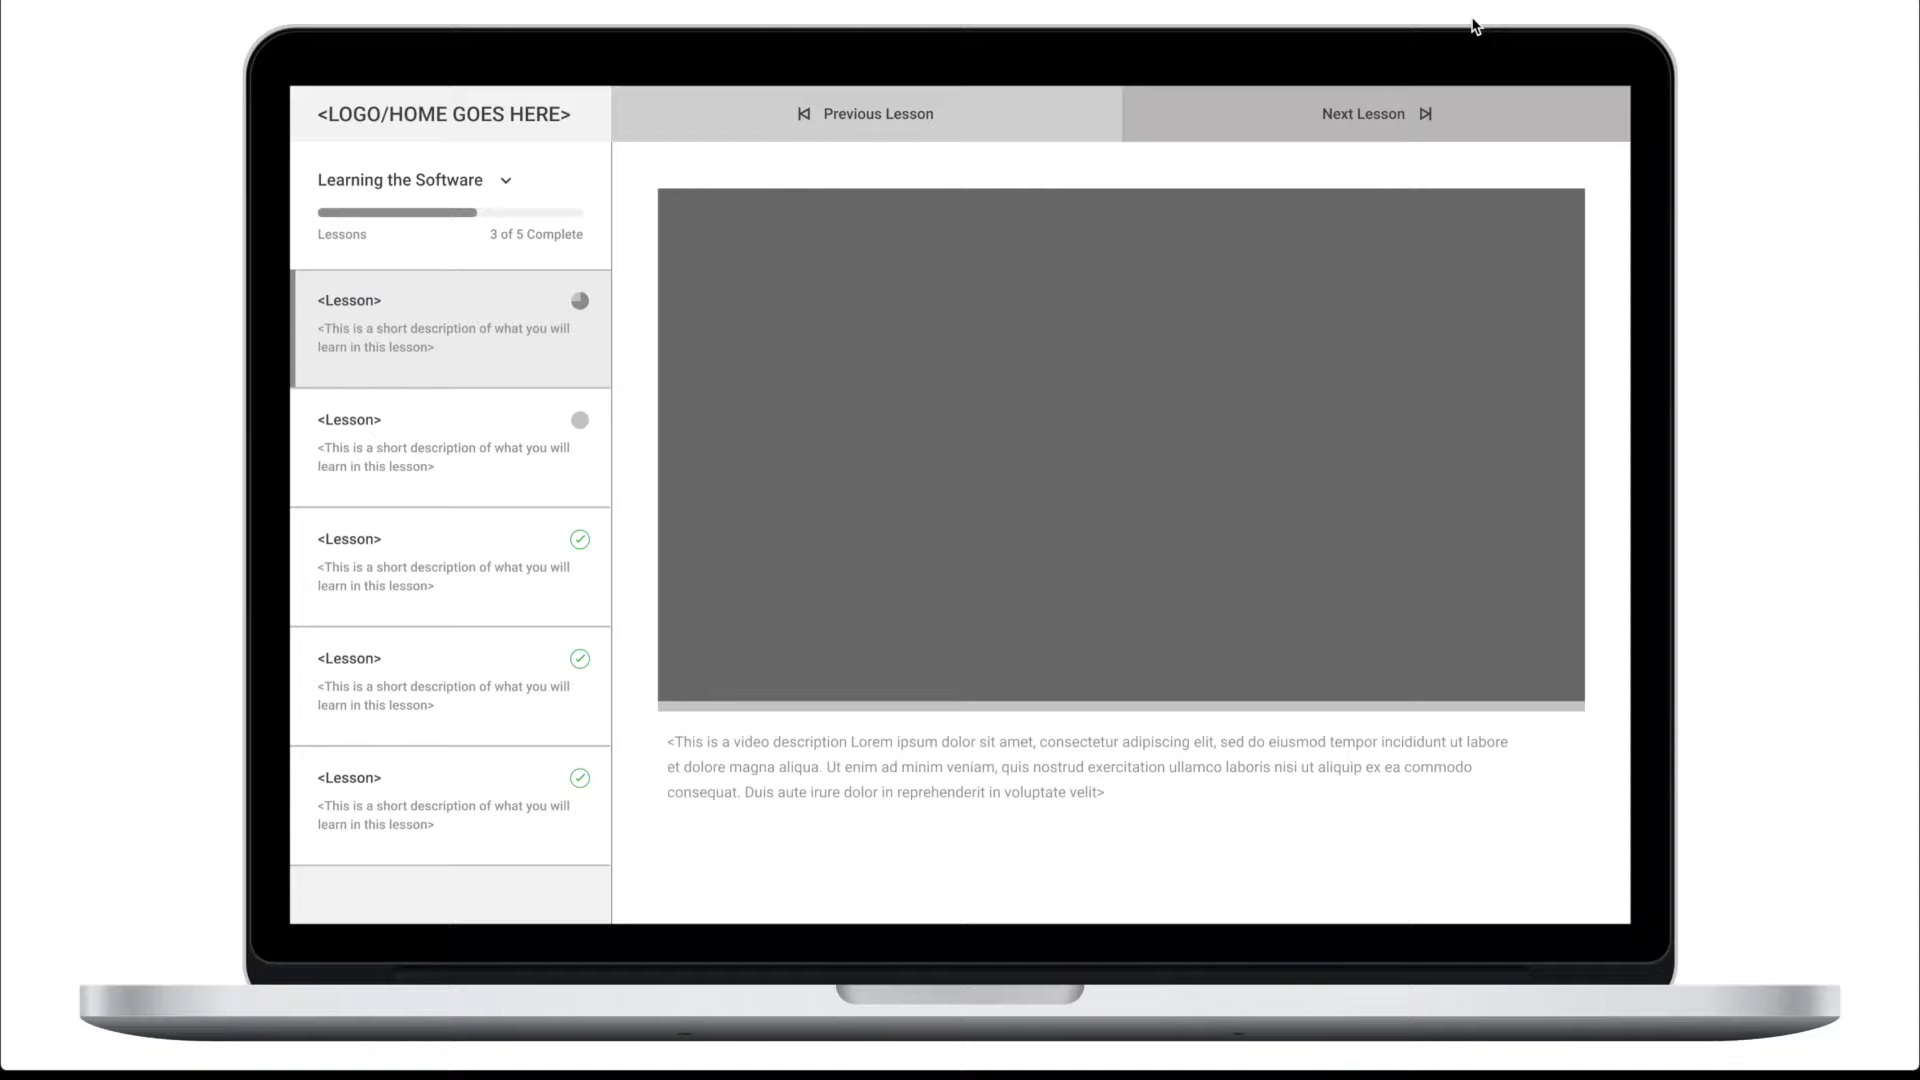 <LOGO/HOME GOES HERE>
Previous Lesson
Next Lesson
Learning the Software
Lessons
3 of 5 Complete
<Lesson>
<This is a short description of what you will
learn in this lesson>
<Lesson>
<This is a short description of what you will
learn in this lesson>
<Lesson>
<This is a short description of what you will
learn in this lesson>
<Lesson>
<This is a short description of what you will
learn in this lesson>
<Lesson>
<This is a short description of what you will
learn in this lesson>
<This is a video description Lorem ipsum dolor sit amet, consectetur adipiscing elit, sed do eiusmod tempor incididunt ut labore
et dolore magna aliqua. Ut enim ad minim veniam, quis nostrud exercitation ullamco laboris nisi ut aliquip ex ea commodo
consequat. Duis aute irure dolor in reprehenderit in voluptate velit>